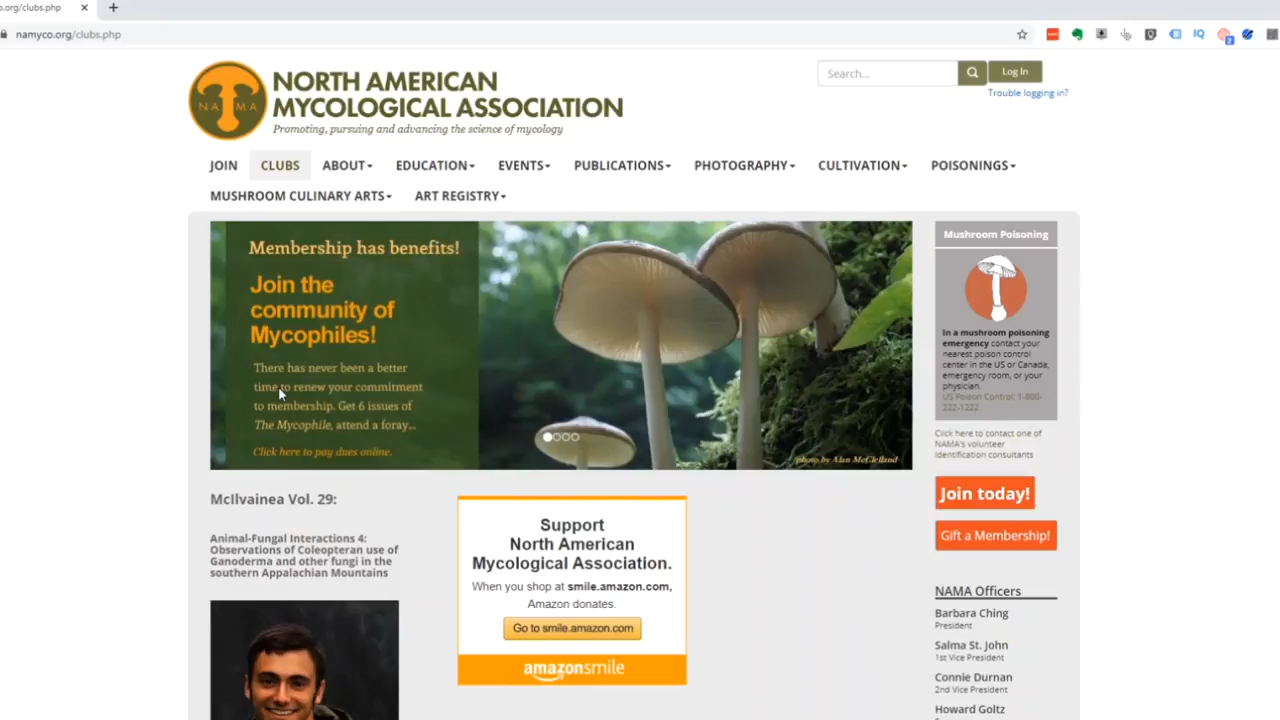 o.org/clubs.php
namyco.org/clubs.php
IQ
2
NAMA
NORTH AMERICAN
MYCOLOGICAL ASSOCIATION
Promoting, pursuing and advancing the science of mycology
Search...
Log In
Trouble logging in?
JOIN CLUBS ABOUT EDUCATION EVENTS PUBLICATIONS PHOTOGRAPHY CULTIVATION POISONINGS
MUSHROOM CULINARY ARTS ART REGISTRY
Membership has benefits!
Join the
community of
Mycophiles!
There has never been a better
time to renew your commitment
to membership. Get 6 issues of
The Mycophile, attend a foray...
Click here to pay dues online.
photo by Alan McClelland
Mushroom Poisoning
In a mushroom poisoning
emergency contact your
nearest poison control
center in the US or Canada,
emergency room, or your
physician.
US Poison Control: 1-800-
222-1222
Click here to contact one of
NAMA's volunteer
identification consultants
Join today!
Gift a Membership!
McIlvainea Vol. 29:
Animal-Fungal Interactions 4:
Observations of Coleopteran use of
Ganoderma and other fungi in the
southern Appalachian Mountains
Support
North American
Mycological Association.
When you shop at smile.amazon.com,
Amazon donates.
Go to smile.amazon.com
amazonsmile
NAMA Officers
Barbara Ching
President
Salma St. John
1st Vice President
Connie Durnan
2nd Vice President
Howard Goltz